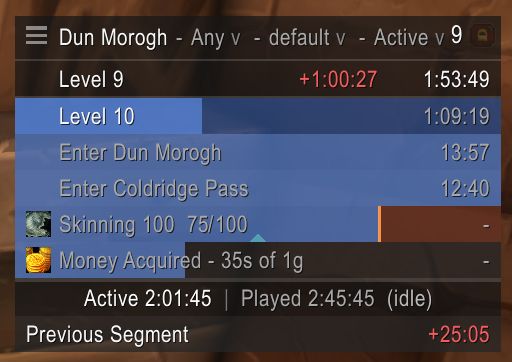 Dun Morogh - Any v - default v - Active v 9
Level 9 +1:00:27 1:53:49
Level 10 1:09:19
Enter Dun Morogh 13:57
Enter Coldridge Pass 12:40
Skinning 100 75/100 -
Money Acquired - 35s of 1g -
Active 2:01:45 | Played 2:45:45 (idle)
Previous Segment +25:05